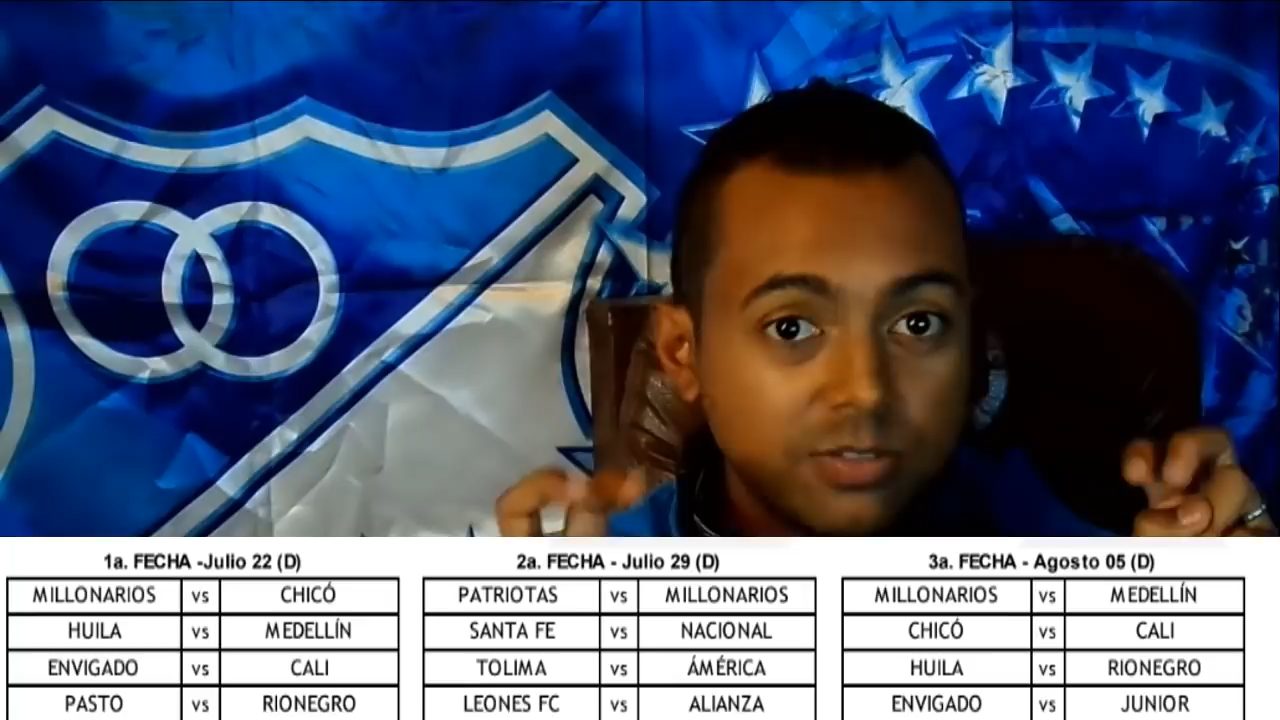 1a. FECHA -Julio 22 (D)
MILLONARIOS vs CHICÓ
HUILA vs MEDELLÍN
ENVIGADO vs CALI
PASTO vs RIONEGRO
2a. FECHA - Julio 29 (D)
PATRIOTAS vs MILLONARIOS
SANTA FE vs NACIONAL
TOLIMA vs ÁMÉRICA
LEONES FC vs ALIANZA
3a. FECHA - Agosto 05 (D)
MILLONARIOS vs MEDELLÍN
CHICÓ vs CALI
HUILA vs RIONEGRO
ENVIGADO vs JUNIOR